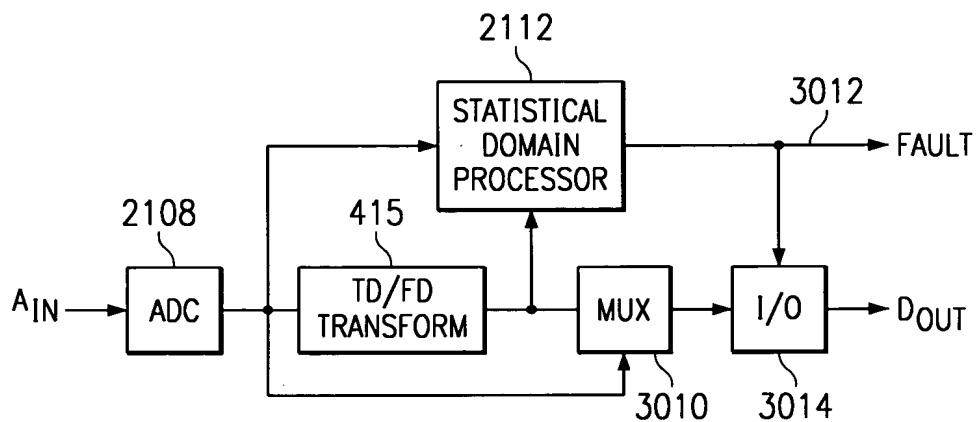 2112
STATISTICAL
DOMAIN
PROCESSOR
3012
FAULT
2108
415
A_IN
ADC
TD/FD
TRANSFORM
MUX
I/O
D_OUT
3010
3014